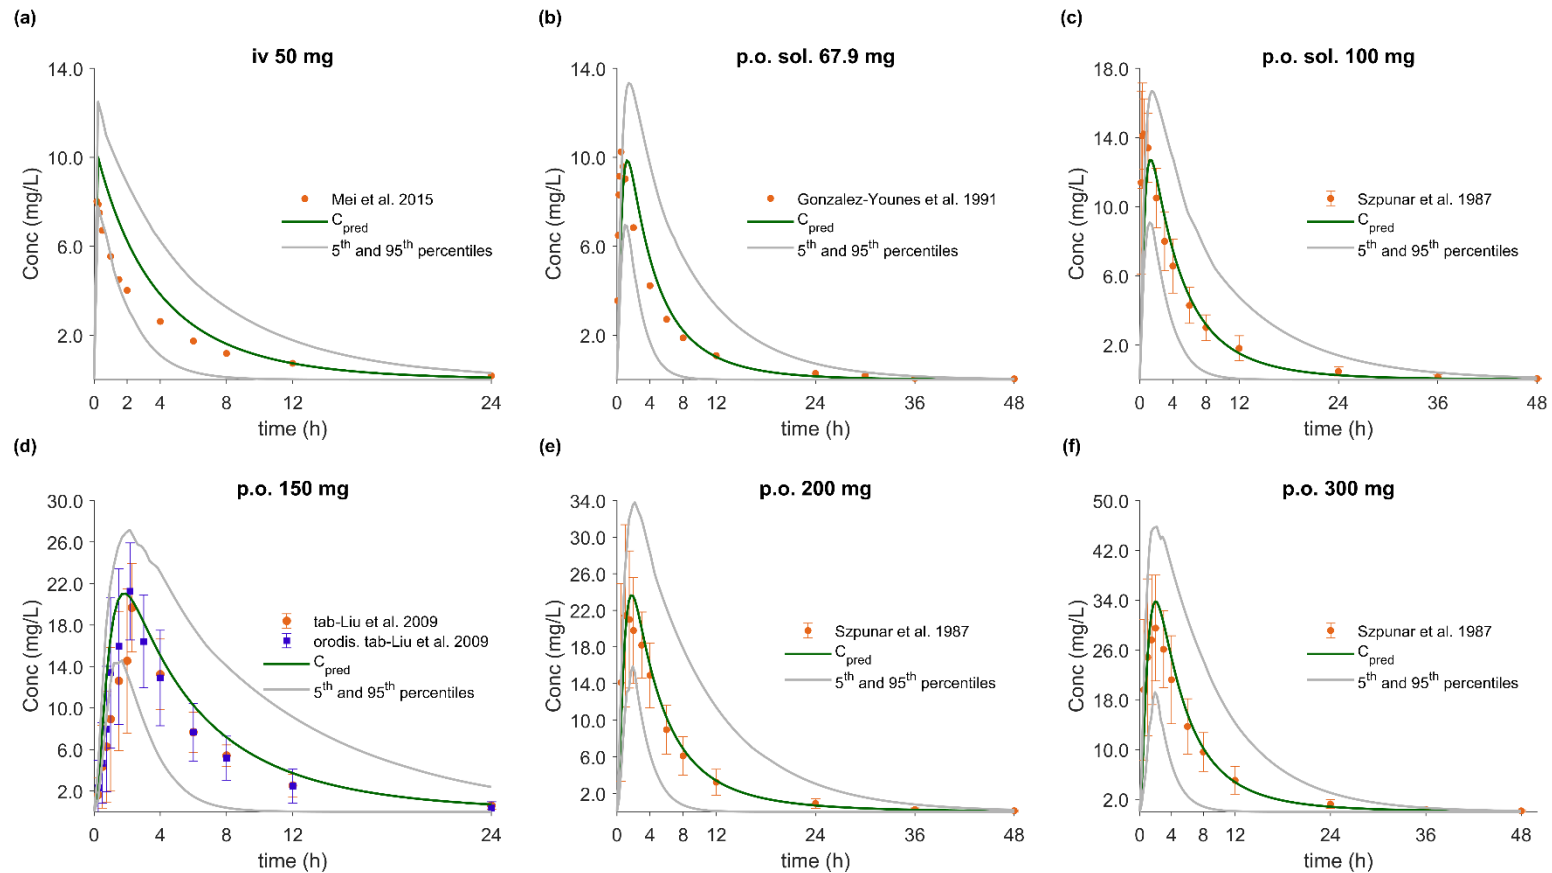 (a)
iv 50 mg
14.0
10.0
6.0
2.0
Conc (mg/L)
0 2 4 8 12 24
time (h)
Mei et al. 2015
Cpred
5th and 95th percentiles
(b)
p.o. sol. 67.9 mg
14.0
10.0
6.0
2.0
Conc (mg/L)
0 4 8 12 24 36 48
time (h)
Gonzalez-Younes et al. 1991
Cpred
5th and 95th percentiles
(c)
p.o. sol. 100 mg
18.0
14.0
10.0
6.0
2.0
Conc (mg/L)
0 4 8 12 24 36 48
time (h)
Szpunar et al. 1987
Cpred
5th and 95th percentiles
(d)
p.o. 150 mg
30.0
26.0
22.0
18.0
14.0
10.0
6.0
2.0
Conc (mg/L)
0 2 4 8 12 24
time (h)
tab-Liu et al. 2009
orodis. tab-Liu et al. 2009
Cpred
5th and 95th percentiles
(e)
p.o. 200 mg
34.0
30.0
26.0
22.0
18.0
14.0
10.0
6.0
2.0
Conc (mg/L)
0 4 8 12 24 36 48
time (h)
Szpunar et al. 1987
Cpred
5th and 95th percentiles
(f)
p.o. 300 mg
50.0
42.0
34.0
26.0
18.0
10.0
2.0
Conc (mg/L)
0 4 8 12 24 36 48
time (h)
Szpunar et al. 1987
Cpred
5th and 95th percentiles